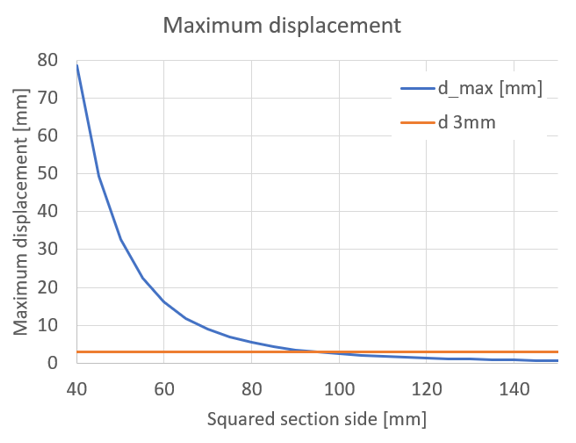 Maximum displacement
Maximum displacement [mm]
80
70
60
50
40
30
20
10
0
d_max [mm]
d 3mm
40 60 80 100 120 140
Squared section side [mm]